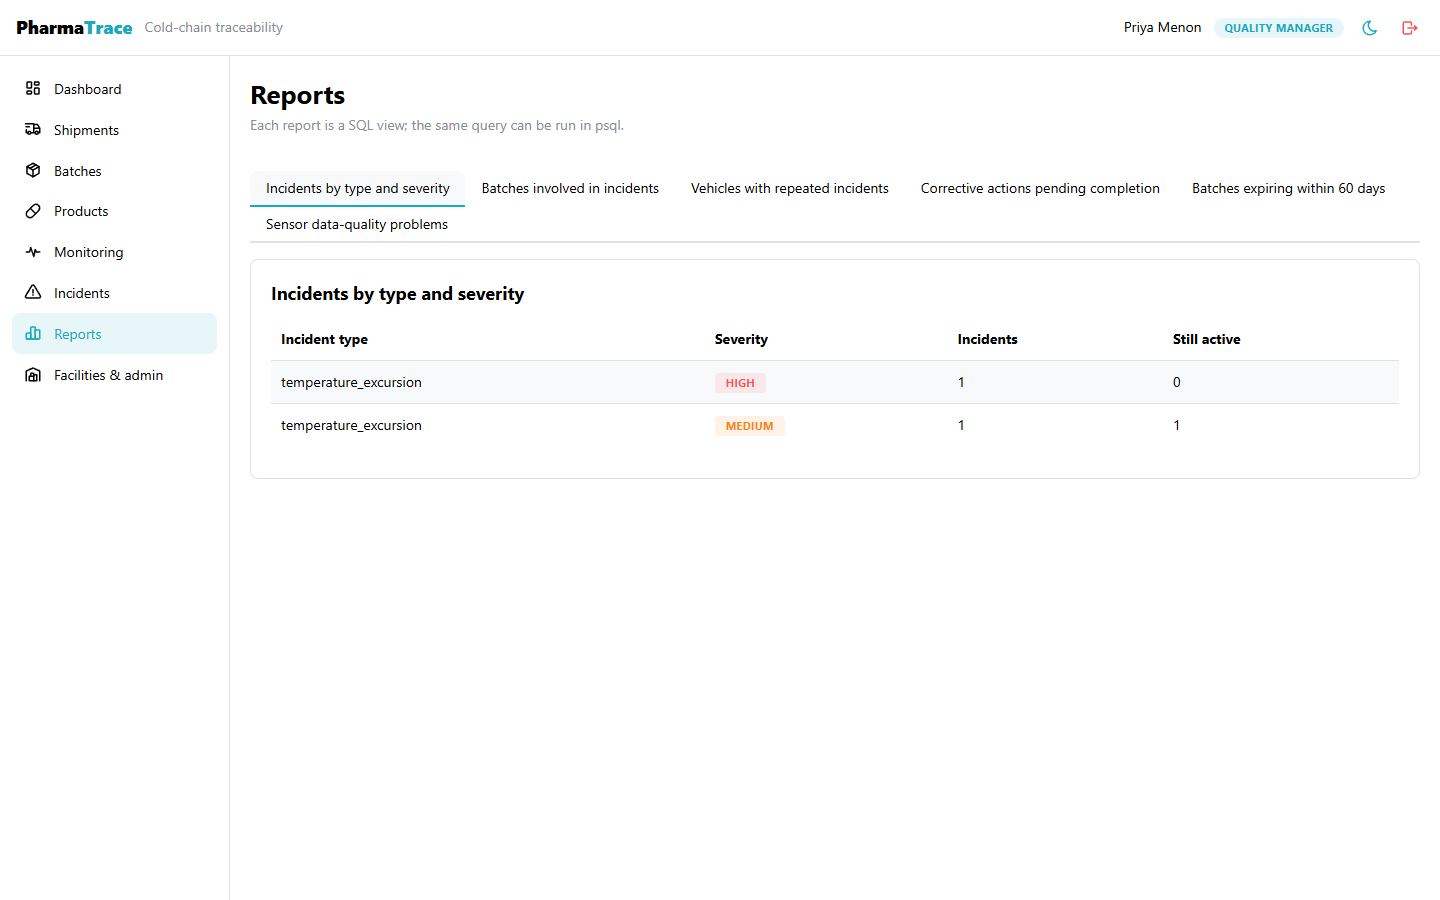 PharmaTrace Cold-chain traceability Priya Menon QUALITY MANAGER
Dashboard
Shipments
Batches
Products
Monitoring
Incidents
Reports
Facilities & admin
Reports
Each report is a SQL view; the same query can be run in psql.
Incidents by type and severity Batches involved in incidents Vehicles with repeated incidents Corrective actions pending completion Batches expiring within 60 days
Sensor data-quality problems
Incidents by type and severity
Incident type Severity Incidents Still active
temperature_excursion HIGH 1 0
temperature_excursion MEDIUM 1 1